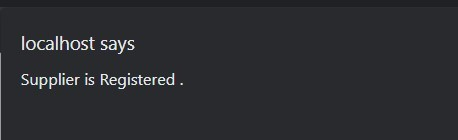 localhost says
Supplier is Registered .